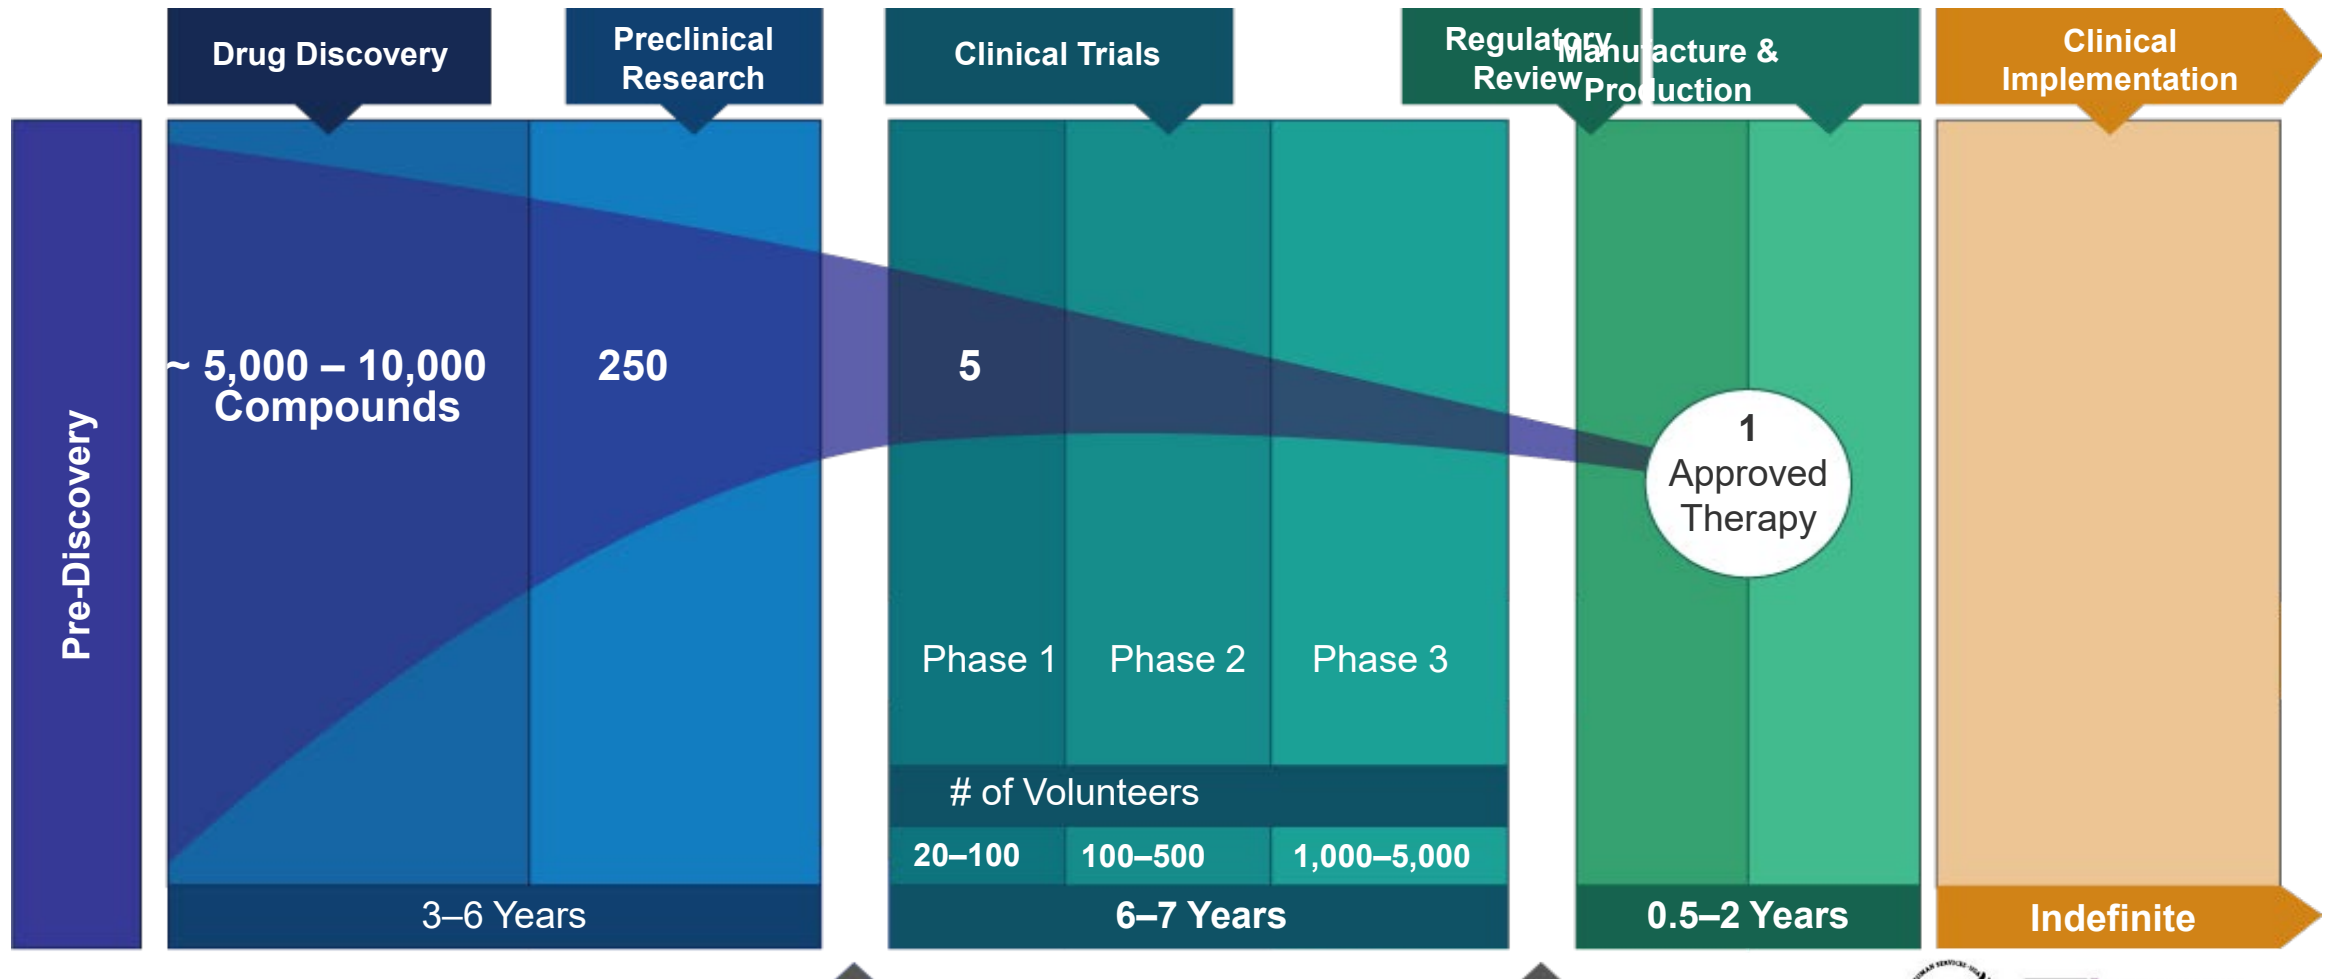 Drug Discovery
Preclinical
Research
Clinical Trials
Regulatory
Review
Manufacture &
Production
Clinical
Implementation
Pre-Discovery
~ 5,000 – 10,000
Compounds
250
5
1
Approved
Therapy
Phase 1
Phase 2
Phase 3
# of Volunteers
20–100
100–500
1,000–5,000
3–6 Years
6–7 Years
0.5–2 Years
Indefinite